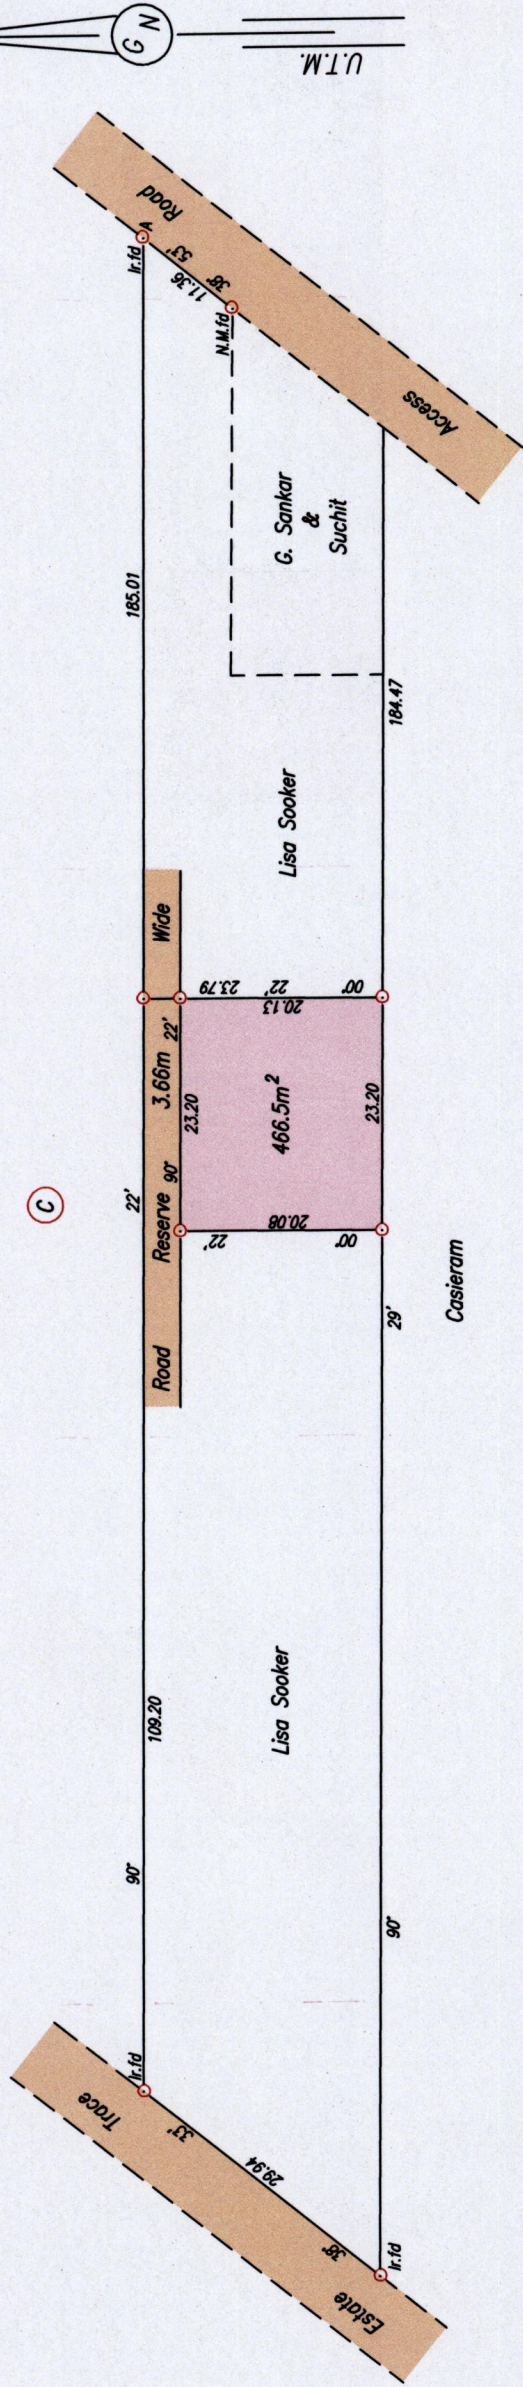 G N
U.T.M.
Road
Access
Ir.fd
A
53'
11.36
38°
N.M.fd
185.01
G. Sankar
&
Suchit
184.47
Lisa Sooker
Road Reserve 3.66m Wide
90° 22'
23.20
23.79
22'
20.13
00°
466.5m²
23.20
22'
20.08
00°
C
22'
29'
Casieram
Lisa Sooker
109.20
90°
90°
Ir.fd
33'
29.94
38°
Ir.fd
Trace
Estate